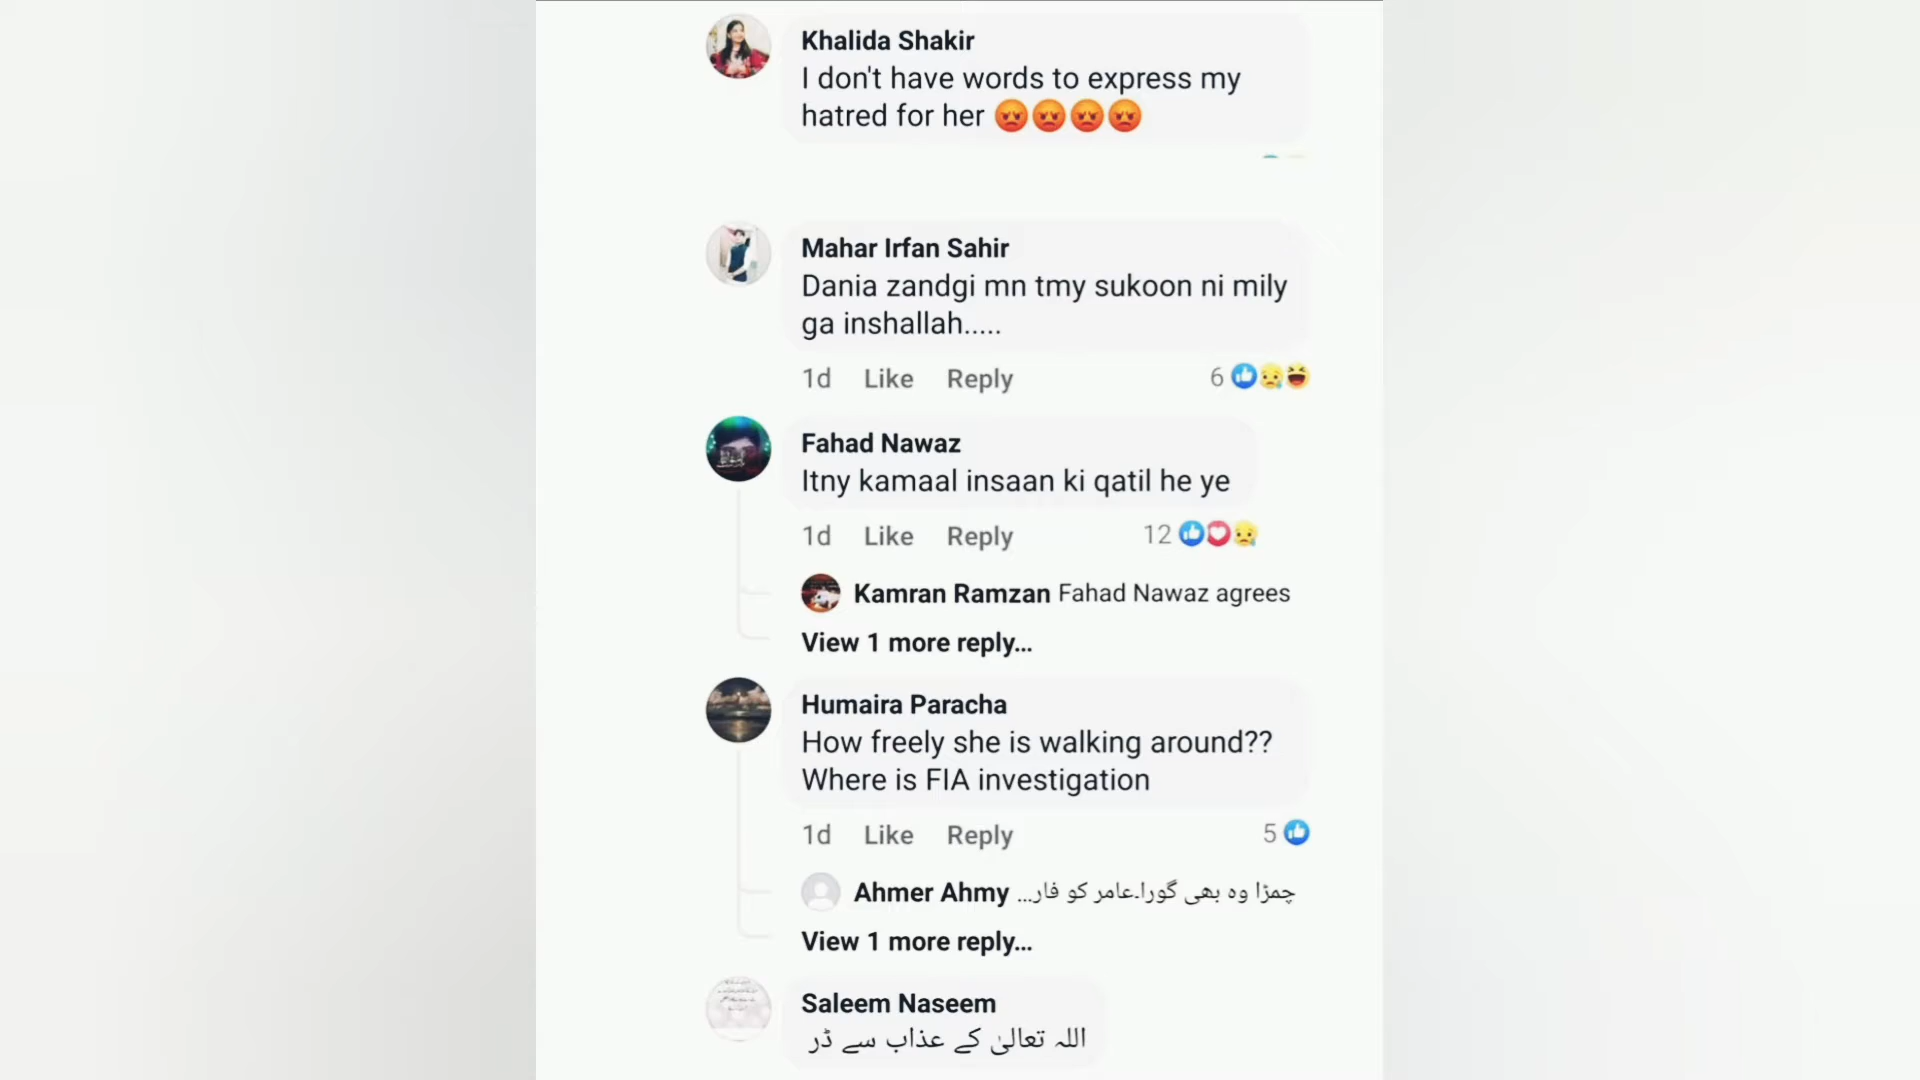 Khalida Shakir
I don't have words to express my
hatred for her 😡😡😡😡
Mahar Irfan Sahir
Dania zandgi mn tmy sukoon ni mily
ga inshallah.....
1d Like Reply 6
Fahad Nawaz
Itny kamaal insaan ki qatil he ye
1d Like Reply 12
Kamran Ramzan Fahad Nawaz agrees
View 1 more reply...
Humaira Paracha
How freely she is walking around??
Where is FIA investigation
1d Like Reply 5
Ahmer Ahmy چمڑا وہ بھی گورا۔عامر کو فار...
View 1 more reply...
Saleem Naseem
اللہ تعالیٰ کے عذاب سے ڈر